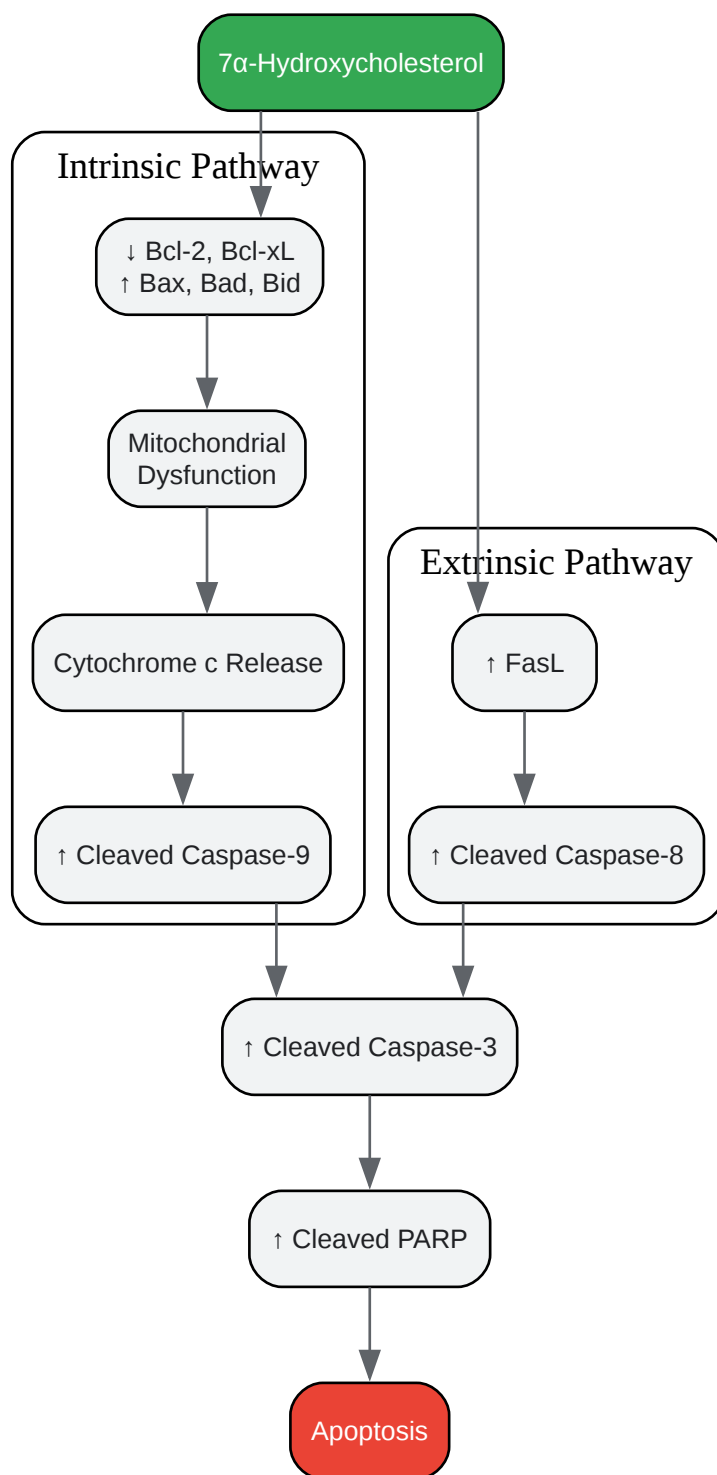 7α-Hydroxycholesterol
Intrinsic Pathway
↓ Bcl-2, Bcl-xL
↑ Bax, Bad, Bid
Mitochondrial
Dysfunction
Cytochrome c Release
↑ Cleaved Caspase-9
Extrinsic Pathway
↑ FasL
↑ Cleaved Caspase-8
↑ Cleaved Caspase-3
↑ Cleaved PARP
Apoptosis